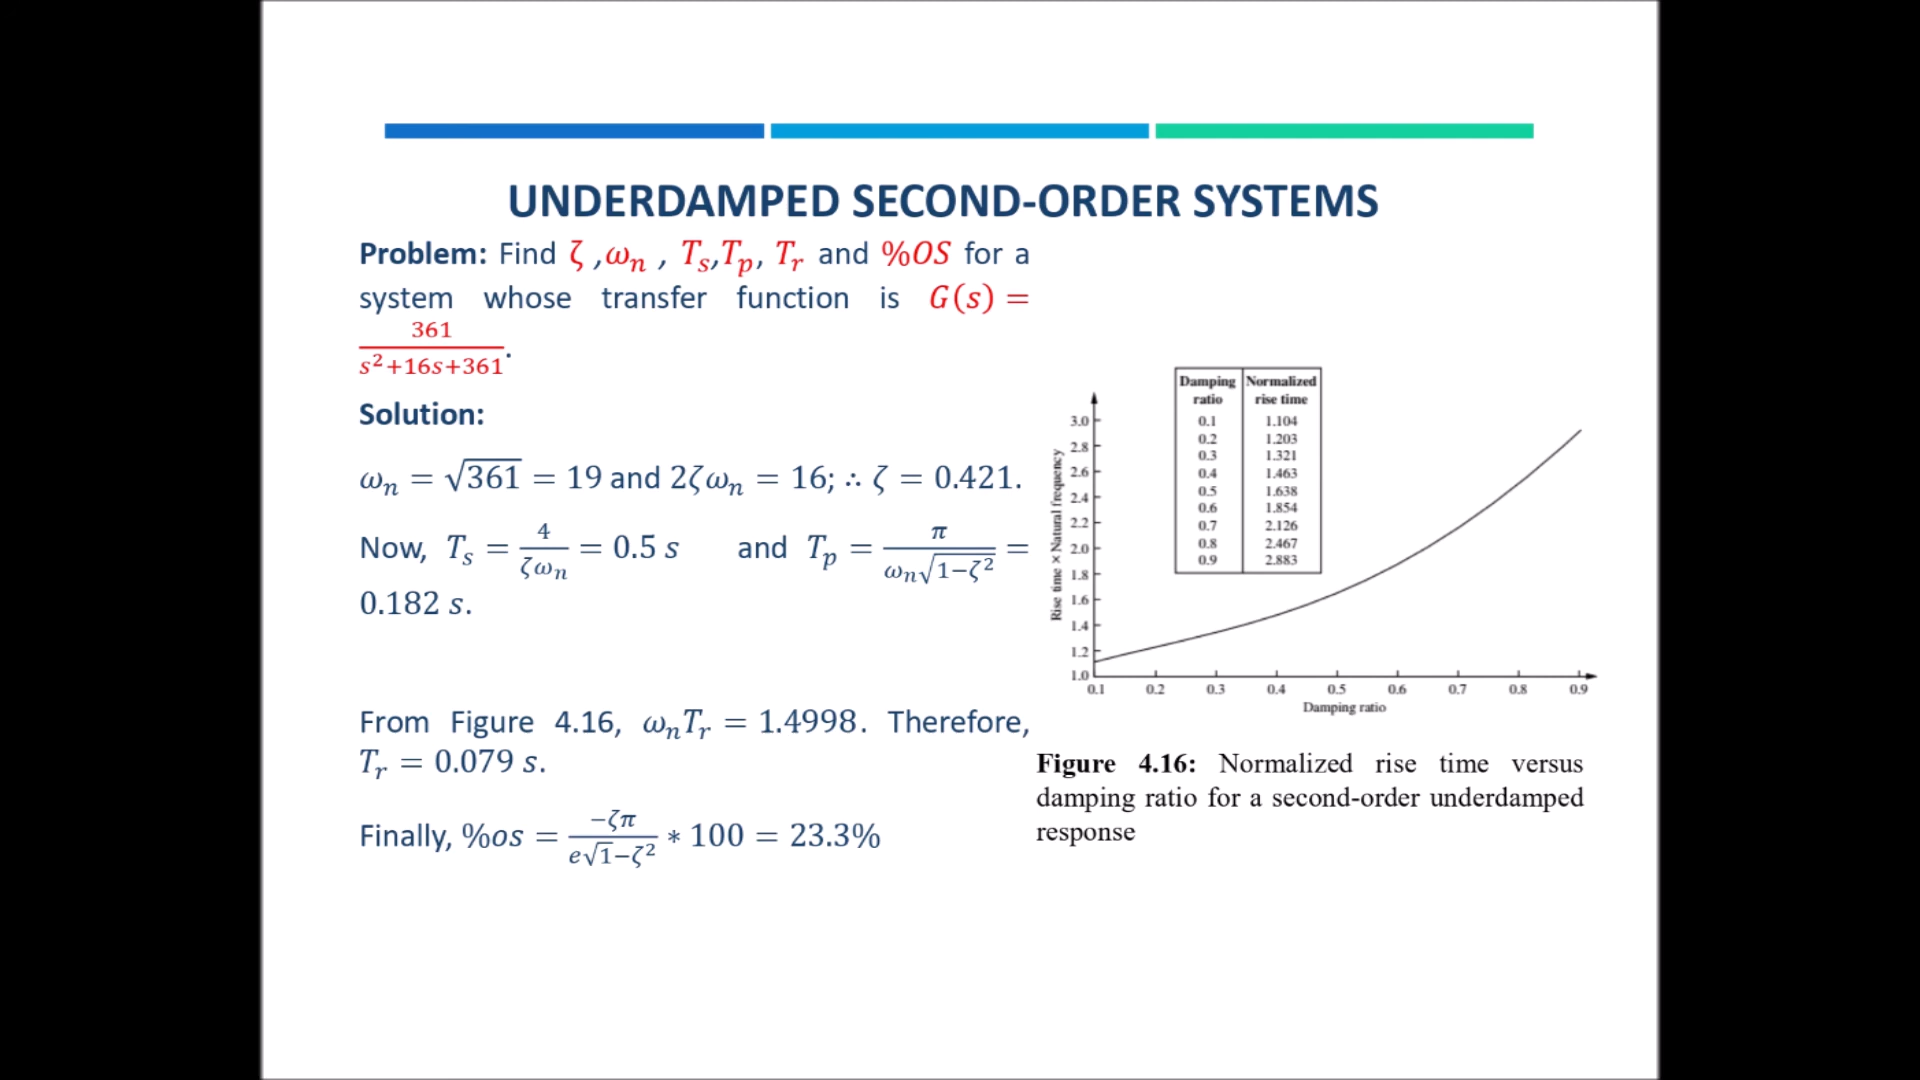 UNDERDAMPED SECOND-ORDER SYSTEMS
Problem: Find ζ ,ωₙ , Tₛ,Tₚ, Tᵣ and %OS for a
system whose transfer function is G(s) =
361
s²+16s+361
.
Solution:
ωₙ = √361 = 19 and 2ζωₙ = 16; ∴ ζ = 0.421.
Now, Tₛ = 4/ζωₙ = 0.5 s and Tₚ = π/ωₙ√1−ζ² =
0.182 s.
From Figure 4.16, ωₙTᵣ = 1.4998. Therefore,
Tᵣ = 0.079 s.
Finally, %os = −ζπ/e√1−ζ² * 100 = 23.3%
Damping Normalized
ratio rise time
0.1 1.104
0.2 1.203
0.3 1.321
0.4 1.463
0.5 1.638
0.6 1.854
0.7 2.126
0.8 2.467
0.9 2.883
Rise time × Natural frequency
3.0
2.8
2.6
2.4
2.2
2.0
1.8
1.6
1.4
1.2
1.0
0.1 0.2 0.3 0.4 0.5 0.6 0.7 0.8 0.9
Damping ratio
Figure 4.16: Normalized rise time versus
damping ratio for a second-order underdamped
response